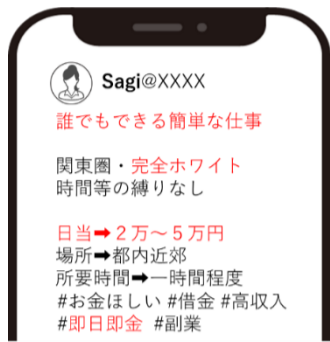 Sagi@XXXX
誰でもできる簡単な仕事
関東圏・完全ホワイト
時間等の縛りなし
日当➡２万～５万円
場所➡都内近郊
所要時間➡一時間程度
#お金ほしい #借金 #高収入
#即日即金 #副業